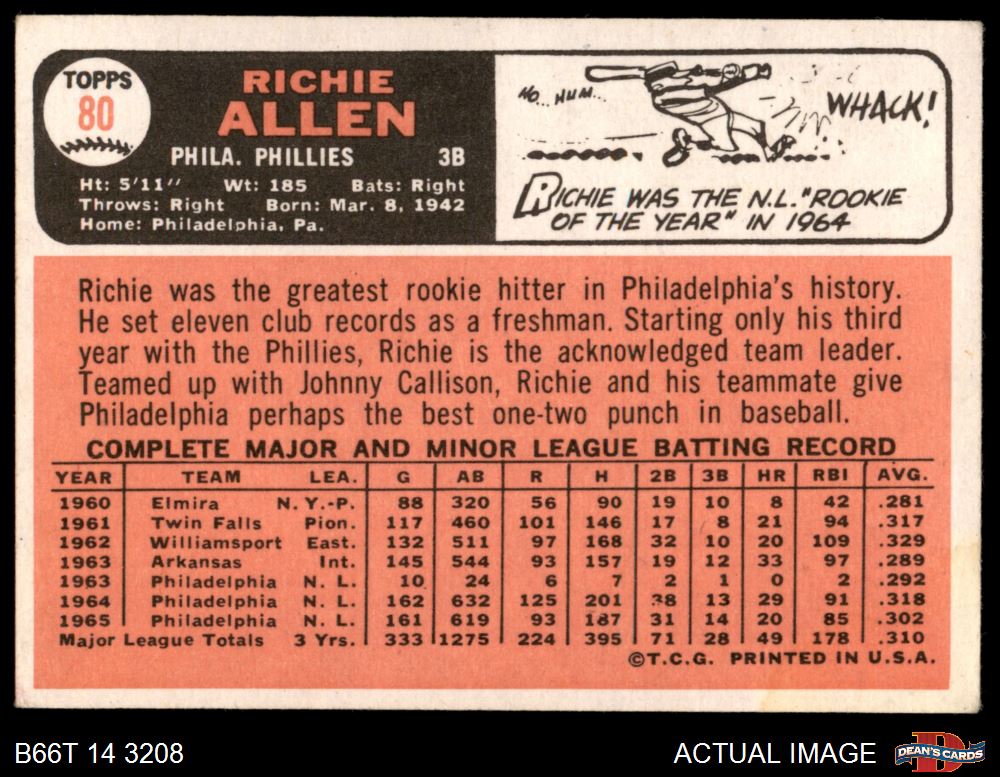 TOPPS
80
RICHIE
ALLEN
PHILA. PHILLIES 3B
Ht: 5'11" Wt: 185 Bats: Right
Throws: Right Born: Mar. 8, 1942
Home: Philadelphia, Pa.
HO... HUM...
WHACK!
RICHIE WAS THE N.L. "ROOKIE
OF THE YEAR" IN 1964
Richie was the greatest rookie hitter in Philadelphia's history.
He set eleven club records as a freshman. Starting only his third
year with the Phillies, Richie is the acknowledged team leader.
Teamed up with Johnny Callison, Richie and his teammate give
Philadelphia perhaps the best one-two punch in baseball.
COMPLETE MAJOR AND MINOR LEAGUE BATTING RECORD
YEAR TEAM LEA. G AB R H 2B 3B HR RBI AVG.
1960 Elmira N.Y.-P. 88 320 56 90 19 10 8 42 .281
1961 Twin Falls Pion. 117 460 101 146 17 8 21 94 .317
1962 Williamsport East. 132 511 97 168 32 10 20 109 .329
1963 Arkansas Int. 145 544 93 157 19 12 33 97 .289
1963 Philadelphia N. L. 10 24 6 7 2 1 0 2 .292
1964 Philadelphia N. L. 162 632 125 201 38 13 29 91 .318
1965 Philadelphia N. L. 161 619 93 187 31 14 20 85 .302
Major League Totals 3 Yrs. 333 1275 224 395 71 28 49 178 .310
©T.C.G. PRINTED IN U.S.A.
B66T 14 3208
ACTUAL IMAGE
DEAN'S CARDS